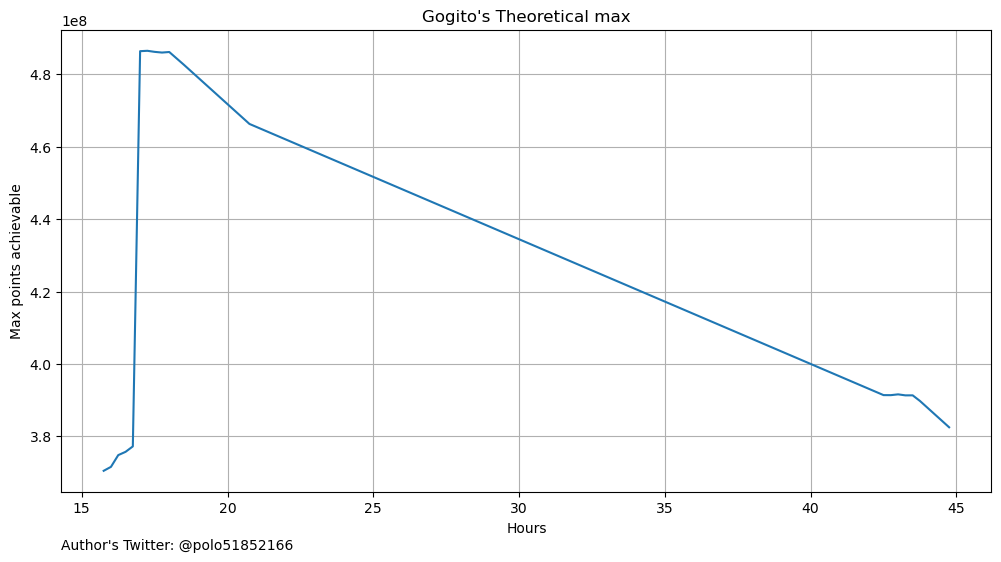 Gogito's Theoretical max
1e8
4.8
4.6
4.4
4.2
4.0
3.8
Max points achievable
15 20 25 30 35 40 45
Hours
Author's Twitter: @polo51852166